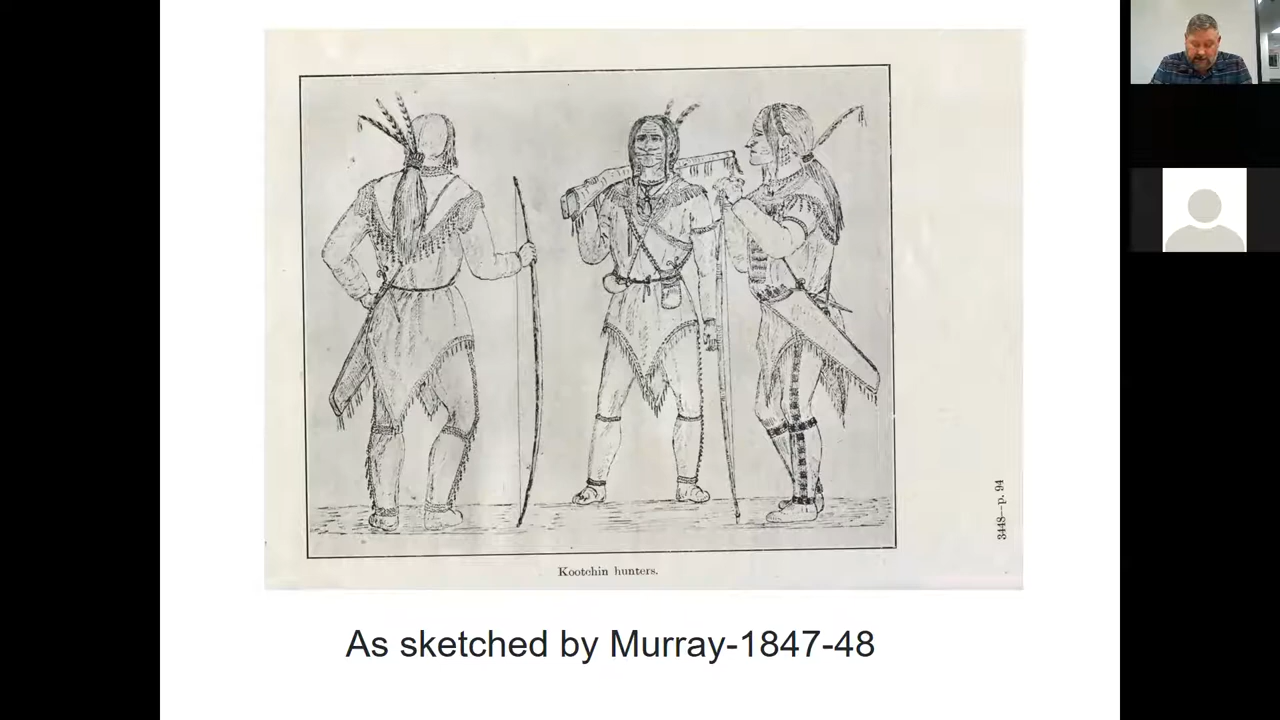 Kootchin hunters.
3448—p. 94
As sketched by Murray-1847-48